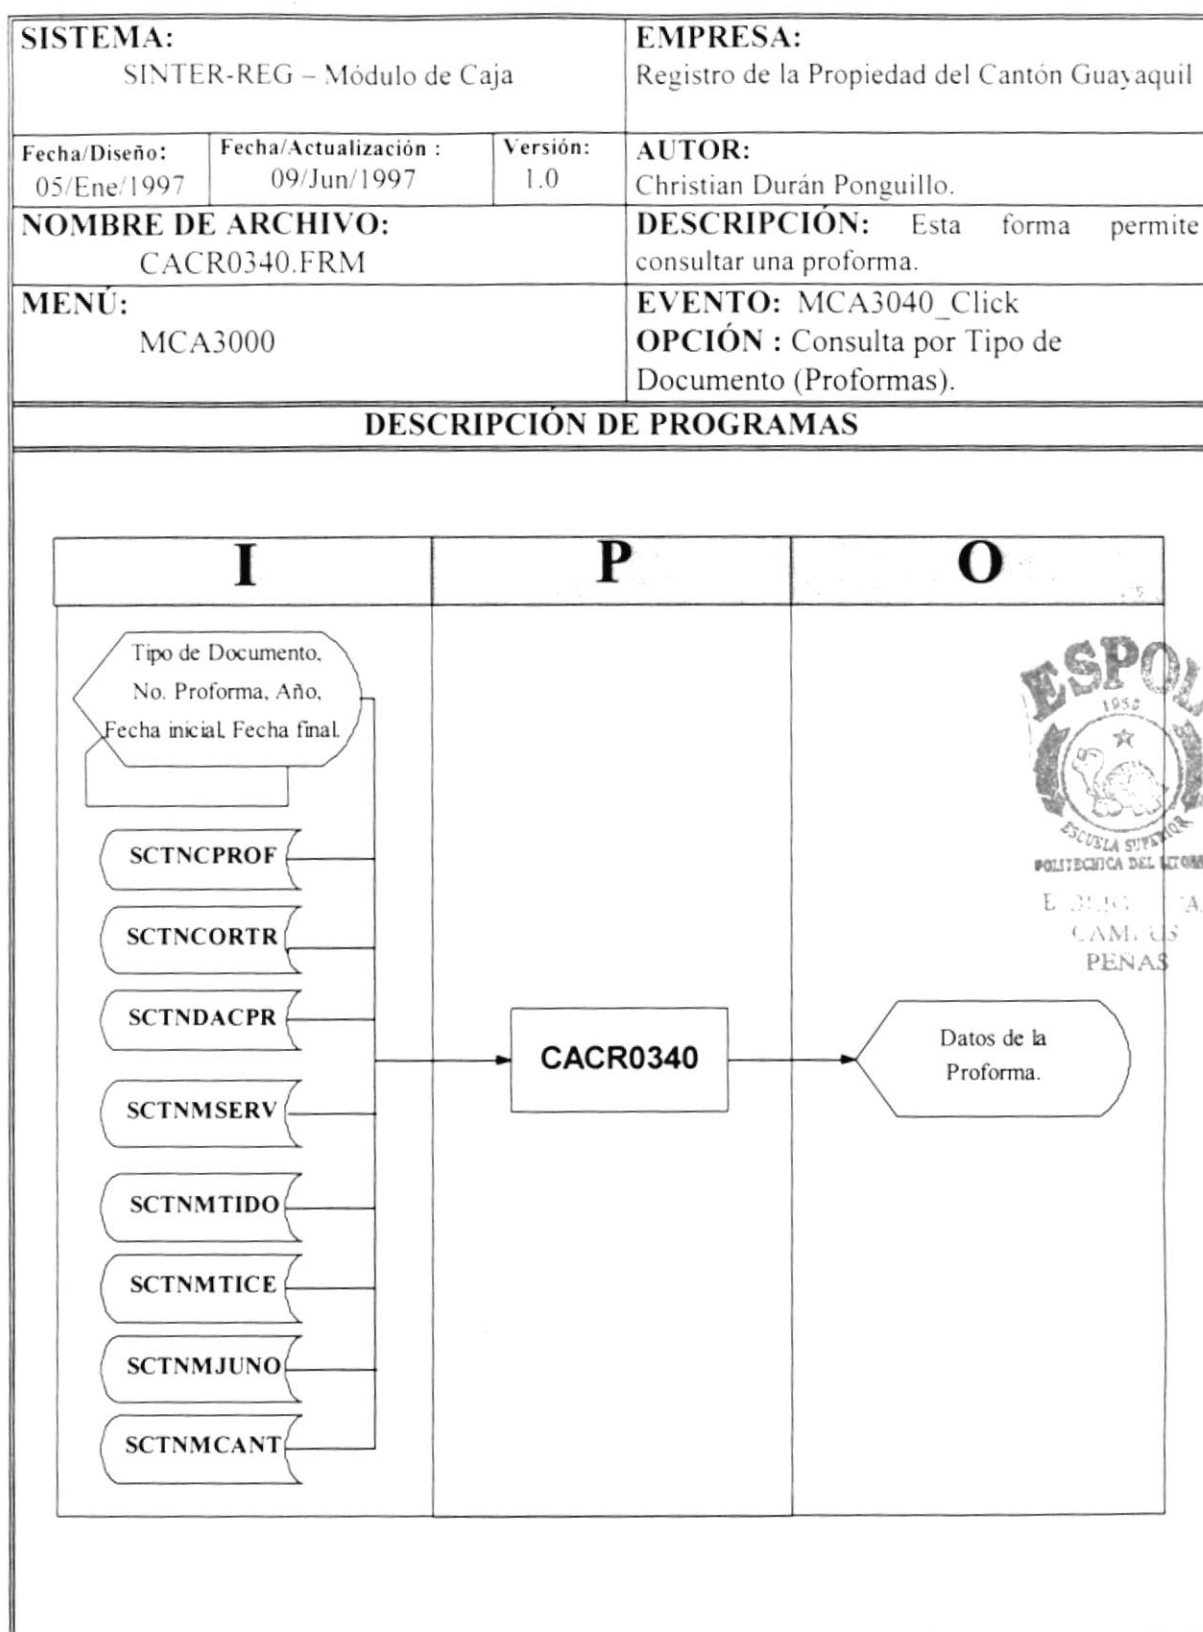 SISTEMA:
SINTER-REG – Módulo de Caja
EMPRESA:
Registro de la Propiedad del Cantón Guayaquil
Fecha/Diseño:
05/Ene/1997
Fecha/Actualización :
09/Jun/1997
Versión:
1.0
AUTOR:
Christian Durán Ponguillo.
NOMBRE DE ARCHIVO:
CACR0340.FRM
DESCRIPCIÓN: Esta forma permite
consultar una proforma.
MENÚ:
MCA3000
EVENTO: MCA3040_Click
OPCIÓN : Consulta por Tipo de
Documento (Proformas).
DESCRIPCIÓN DE PROGRAMAS
I
P
O
Tipo de Documento,
No. Proforma, Año,
Fecha inicial, Fecha final.
SCTNCPROF
SCTNCORTR
SCTNDACPR
SCTNMSERV
SCTNMTIDO
SCTNMTICE
SCTNMJUNO
SCTNMCANT
CACR0340
Datos de la
Proforma.
ESPOL
1958
ESCUELA SUPERIOR
POLITECNICA DEL
PEÑAS